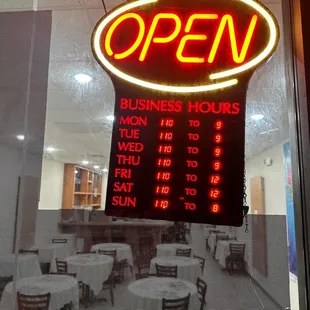 OPEN
BUSINESS HOURS
MON 11:0 TO 9
TUE 11:0 TO 9
WED 11:0 TO 9
THU 11:0 TO 9
FRI 11:0 TO 12
SAT 11:0 TO 12
SUN 11:0 TO 8